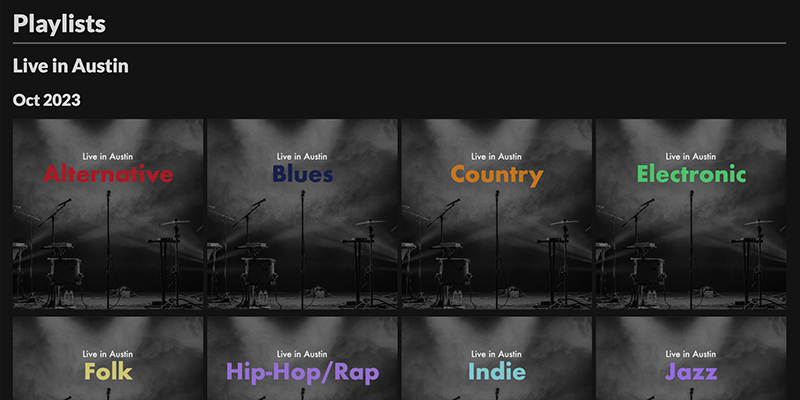 Playlists
Live in Austin
Oct 2023
Live in Austin
Alternative
Live in Austin
Blues
Live in Austin
Country
Live in Austin
Electronic
Live in Austin
Folk
Live in Austin
Hip-Hop/Rap
Live in Austin
Indie
Live in Austin
Jazz